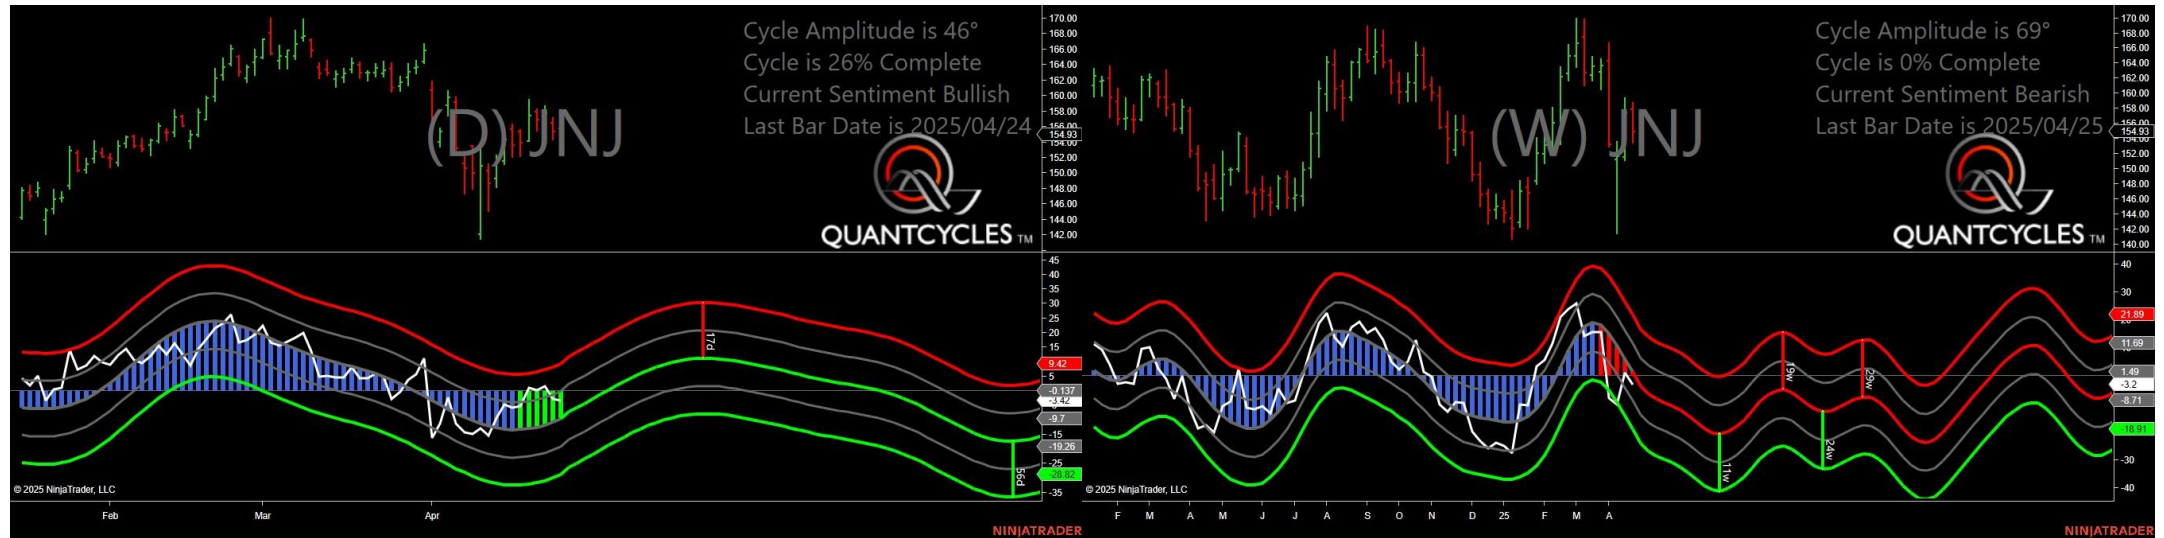 Cycle Amplitude is 46°
Cycle is 26% Complete
Current Sentiment Bullish
Last Bar Date is 2025/04/24
(D) JNJ
QUANTCYCLES TM
170.00
168.00
166.00
164.00
162.00
160.00
158.00
156.00
154.93
154.00
152.00
150.00
148.00
146.00
144.00
142.00
45
40
35
30
25
20
15
9.42
5
-0.137
-3.42
-9.7
-15
-19.26
-25
-28.82
-35
17d
56d
© 2025 NinjaTrader, LLC
Feb Mar Apr
NINJATRADER
Cycle Amplitude is 69°
Cycle is 0% Complete
Current Sentiment Bearish
Last Bar Date is 2025/04/25
(W) JNJ
QUANTCYCLES TM
170.00
168.00
166.00
164.00
162.00
160.00
158.00
156.00
154.93
152.00
150.00
148.00
146.00
144.00
142.00
140.00
40
30
21.89
11.69
1.49
-3.2
-8.71
-18.91
-30
-40
11w
19w
24w
29w
© 2025 NinjaTrader, LLC
F M A M J J A S O N D 25 F M A
NINJATRADER